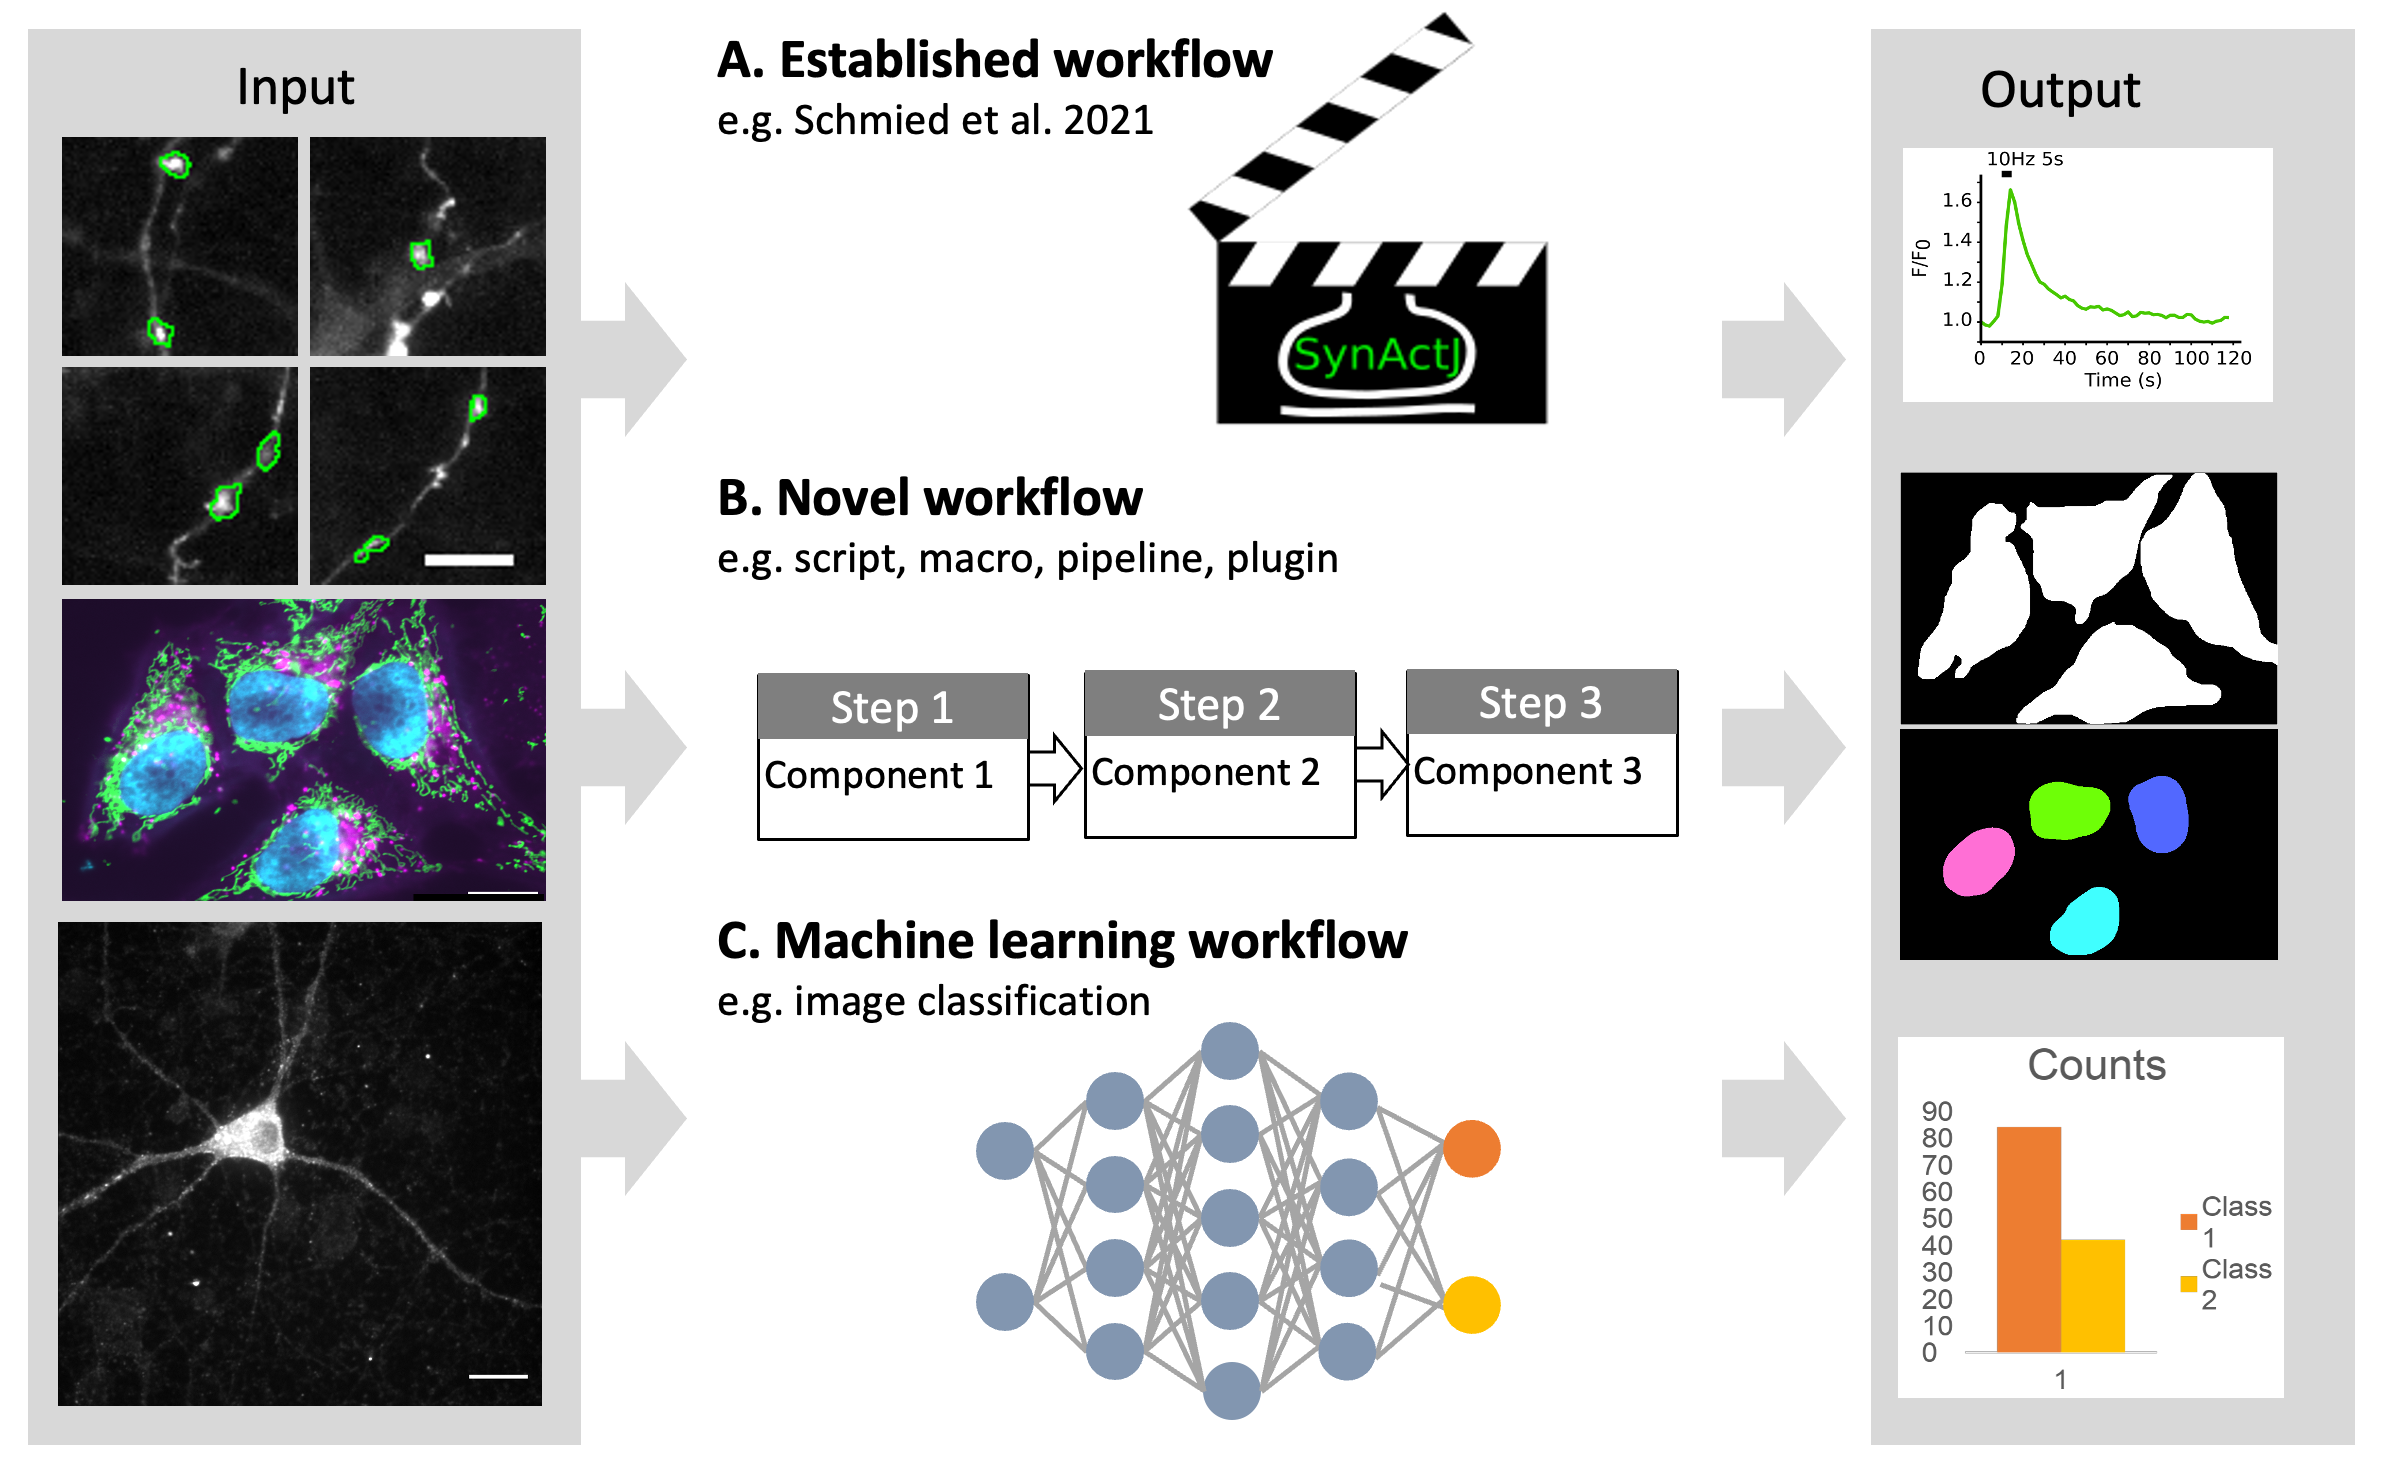 Input
A. Established workflow
e.g. Schmied et al. 2021
SynActJ
B. Novel workflow
e.g. script, macro, pipeline, plugin
Step 1
Component 1
Step 2
Component 2
Step 3
Component 3
C. Machine learning workflow
e.g. image classification
Output
10Hz 5s
F/F0
1.6
1.4
1.2
1.0
0 20 40 60 80 100 120
Time (s)
Counts
90
80
70
60
50
40
30
20
10
0
1
Class
1
Class
2